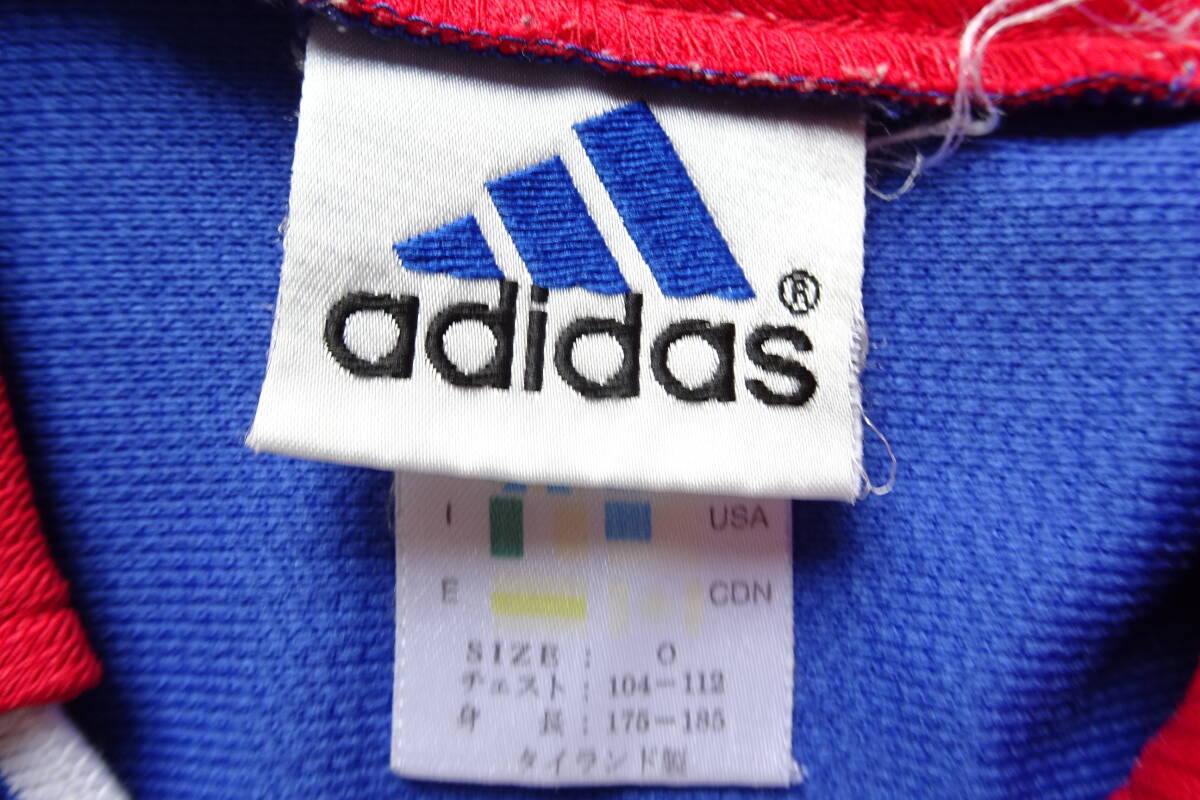 adidas®
I USA
E CDN
SIZE : O
チェスト : 104-112
身 長 : 175-185
タイランド製